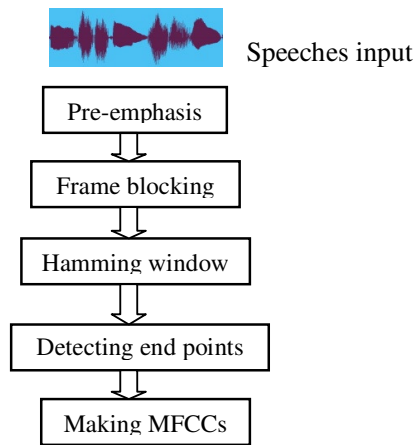 Speeches input
Pre-emphasis
Frame blocking
Hamming window
Detecting end points
Making MFCCs